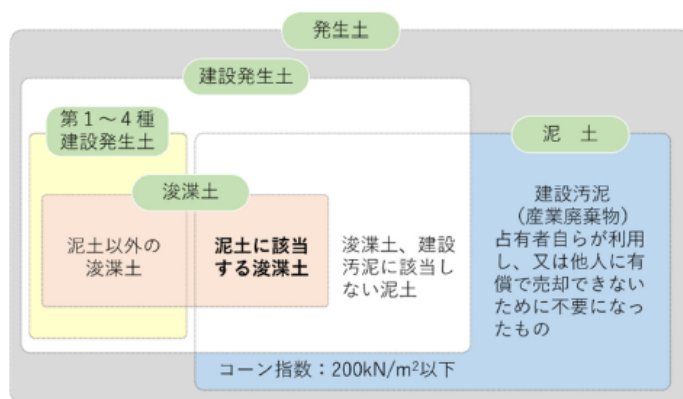 発生土
建設発生土
第1～4種
建設発生土
泥　土
浚渫土
泥土以外の
浚渫土
泥土に該当
する浚渫土
浚渫土、建設
汚泥に該当し
ない泥土
建設汚泥
（産業廃棄物）
占有者自らが利用
し、又は他人に有
償で売却できない
ために不要になっ
たもの
コーン指数：200kN/m²以下